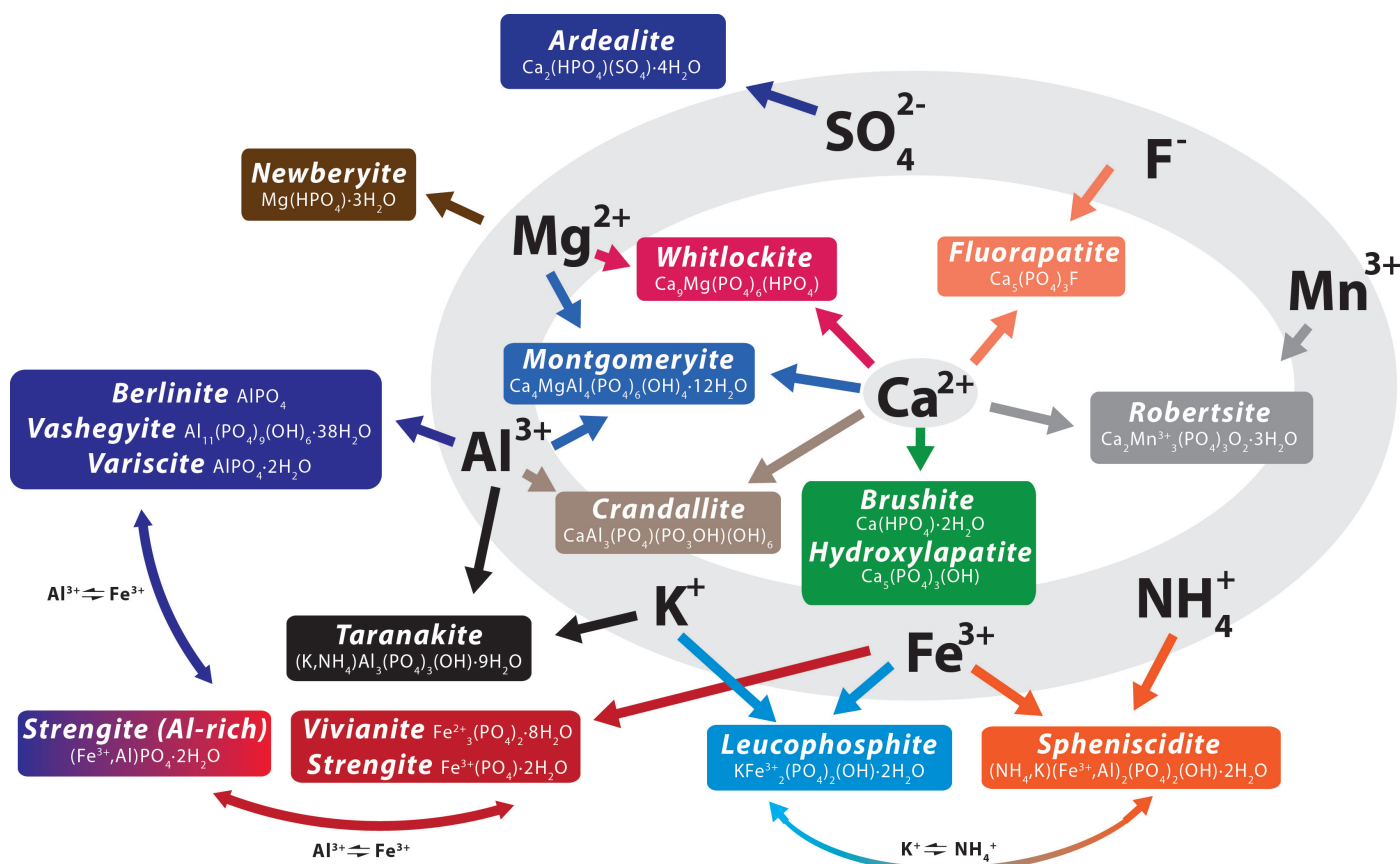 Ardealite
Ca₂(HPO₄)(SO₄)·4H₂O
SO₄²⁻
F⁻
Newberyite
Mg(HPO₄)·3H₂O
Mg²⁺
Whitlockite
Ca₉Mg(PO₄)₆(HPO₄)
Fluorapatite
Ca₅(PO₄)₃F
Mn³⁺
Montgomeryite
Ca₄MgAl₄(PO₄)₆(OH)₄·12H₂O
Ca²⁺
Robertsite
Ca₂Mn³⁺₃(PO₄)₃O₂·3H₂O
Berlinite AlPO₄
Vashegyite Al₁₁(PO₄)₉(OH)₆·38H₂O
Variscite AlPO₄·2H₂O
Al³⁺
Crandallite
CaAl₃(PO₄)(PO₃OH)(OH)₆
Brushite
Ca(HPO₄)·2H₂O
Hydroxylapatite
Ca₅(PO₄)₃(OH)
Al³⁺⇋Fe³⁺
K⁺
NH₄⁺
Fe³⁺
Taranakite
(K,NH₄)Al₃(PO₄)₃(OH)·9H₂O
Strengite (Al-rich)
(Fe³⁺,Al)PO₄·2H₂O
Vivianite Fe²⁺₃(PO₄)₂·8H₂O
Strengite Fe³⁺(PO₄)·2H₂O
Leucophosphite
KFe³⁺₂(PO₄)₂(OH)·2H₂O
Spheniscidite
(NH₄,K)(Fe³⁺,Al)₂(PO₄)₂(OH)·2H₂O
Al³⁺⇋Fe³⁺
K⁺⇋NH₄⁺